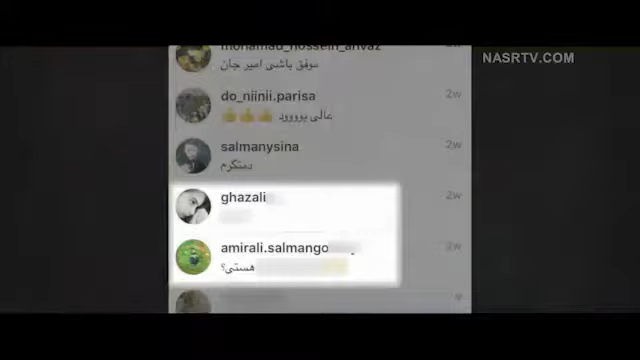 NASRTV.COM
mohamad_hossein_ahvaz
موفق باشی امیر جان
do_niinii.parisa 2w
عالی بوووود 👍👍👍
salmanysina 2w
دمتگرم
ghazali 2w
amirali.salmango 2w
هستی؟